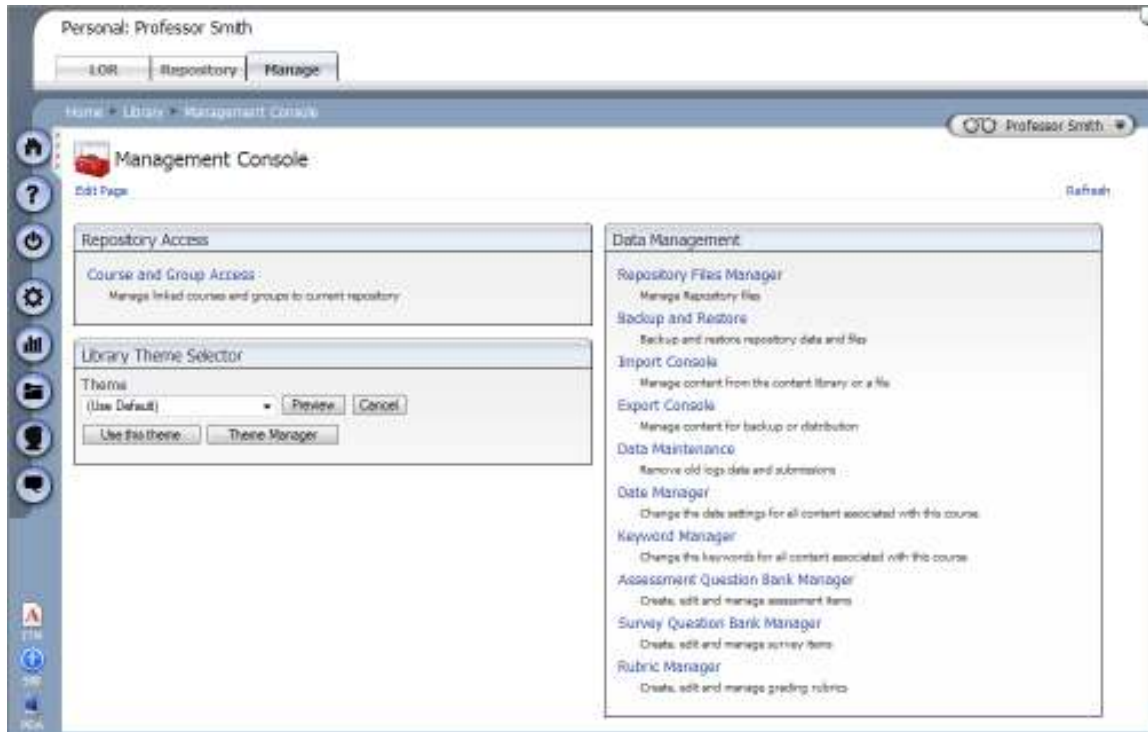 Personal: Professor Smith
LOR Repository Manage
Home Library Management Console
Professor Smith
Management Console
Edit Page
Refresh
Repository Access
Course and Group Access
Manage linked courses and groups to current repository
Library Theme Selector
Theme
(Use Default) Preview Cancel
Use this theme Theme Manager
Data Management
Repository Files Manager
Manage Repository files
Backup and Restore
Backup and restore repository data and files
Import Console
Manage content from the content library or a file
Export Console
Manage content for backup or distribution
Data Maintenance
Remove old logs data and submissions
Date Manager
Change the date settings for all content associated with this course
Keyword Manager
Change the keywords for all content associated with this course
Assessment Question Bank Manager
Create, edit and manage assessment items
Survey Question Bank Manager
Create, edit and manage survey items
Rubric Manager
Create, edit and manage grading rubrics